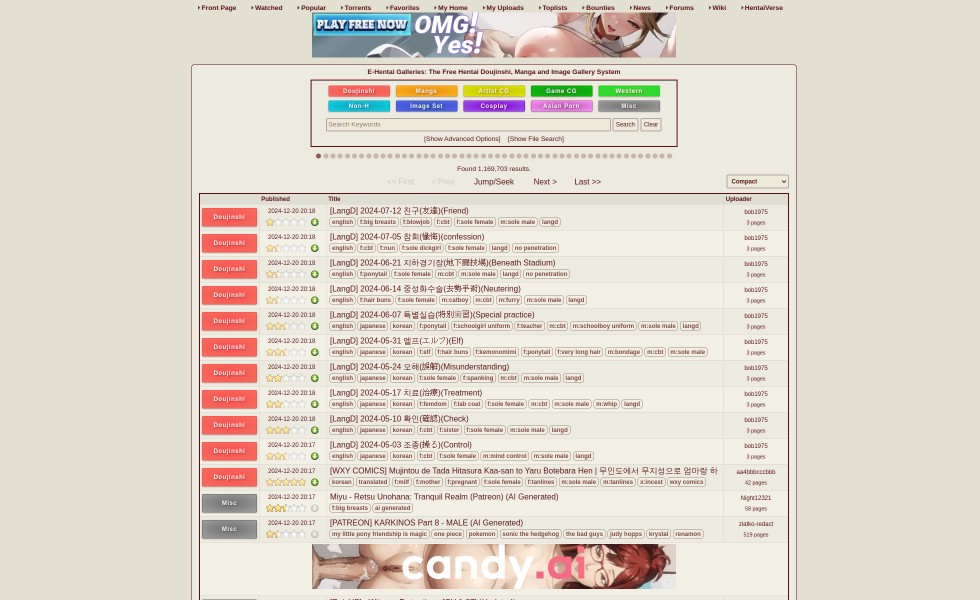 Front Page Watched Popular Torrents Favorites My Home My Uploads Toplists Bounties News Forums Wiki HentaiVerse
PLAY FREE NOW OMG!
Yes!
E-Hentai Galleries: The Free Hentai Doujinshi, Manga and Image Gallery System
Doujinshi Manga Artist CG Game CG Western
Non-H Image Set Cosplay Asian Porn Misc
Search Keywords Search Clear
[Show Advanced Options] [Show File Search]
Found 1,169,703 results.
<< First < Prev Jump/Seek Next > Last >> Compact
Published Title Uploader
Doujinshi 2024-12-20 20:18 [LangD] 2024-07-12 친구(友達)(Friend) bob1975
english f:big breasts f:blowjob f:cbt f:sole female m:sole male langd 3 pages
Doujinshi 2024-12-20 20:18 [LangD] 2024-07-05 참회(懺悔)(confession) bob1975
english f:cbt f:nun f:sole dickgirl f:sole female langd no penetration 3 pages
Doujinshi 2024-12-20 20:18 [LangD] 2024-06-21 지하경기장(地下闘技場)(Beneath Stadium) bob1975
english f:ponytail f:sole female m:cbt m:sole male langd no penetration 3 pages
Doujinshi 2024-12-20 20:18 [LangD] 2024-06-14 중성화수술(去勢手術)(Neutering) bob1975
english f:hair buns f:sole female m:catboy m:cbt m:furry m:sole male langd 3 pages
Doujinshi 2024-12-20 20:18 [LangD] 2024-06-07 특별실습(特別実習)(Special practice) bob1975
english japanese korean f:ponytail f:schoolgirl uniform f:teacher m:cbt m:schoolboy uniform m:sole male langd 3 pages
Doujinshi 2024-12-20 20:18 [LangD] 2024-05-31 엘프(エルフ)(Elf) bob1975
english japanese korean f:elf f:hair buns f:kemonomimi f:ponytail f:very long hair m:bondage m:cbt m:sole male 3 pages
Doujinshi 2024-12-20 20:18 [LangD] 2024-05-24 오해(誤解)(Misunderstanding) bob1975
english japanese korean f:sole female f:spanking m:cbt m:sole male langd 3 pages
Doujinshi 2024-12-20 20:18 [LangD] 2024-05-17 치료(治療)(Treatment) bob1975
english japanese korean f:femdom f:lab coat f:sole female m:cbt m:sole male m:whip langd 3 pages
Doujinshi 2024-12-20 20:18 [LangD] 2024-05-10 확인(確認)(Check) bob1975
english japanese korean f:cbt f:sister f:sole female m:sole male langd 3 pages
Doujinshi 2024-12-20 20:17 [LangD] 2024-05-03 조종(操る)(Control) bob1975
english japanese korean f:cbt f:sole female m:mind control m:sole male langd 3 pages
Doujinshi 2024-12-20 20:17 [WXY COMICS] Mujintou de Tada Hitasura Kaa-san to Yaru Botebara Hen | 무인도에서 무지성으로 엄마랑 하 aa4bbbcccbbb
korean translated f:milf f:mother f:pregnant f:sole female f:tanlines m:sole male m:tanlines x:incest wxy comics 42 pages
Misc 2024-12-20 20:17 Miyu - Retsu Unohana: Tranquil Realm (Patreon) (AI Generated) Night12321
f:big breasts ai generated 58 pages
Misc 2024-12-20 20:17 [PATREON] KARKINOS Part 8 - MALE (AI Generated) zlatko-redact
my little pony friendship is magic one piece pokemon sonic the hedgehog the bad guys judy hopps krystal renamon 519 pages
candy.ai